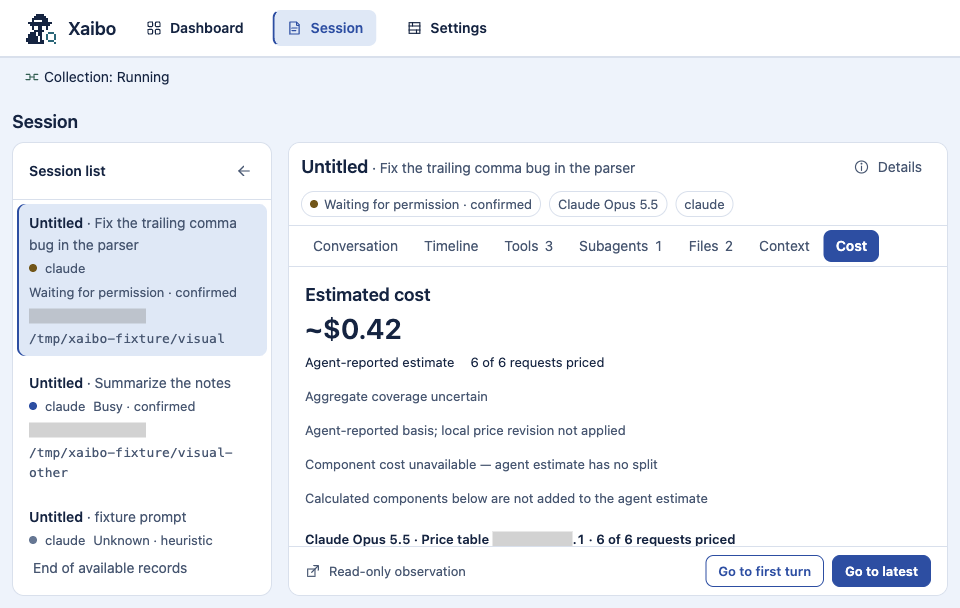 Xaibo
Dashboard
Session
Settings
Collection: Running
Session
Session list
Untitled · Fix the trailing comma
bug in the parser
claude
Waiting for permission · confirmed
/tmp/xaibo-fixture/visual
Untitled · Summarize the notes
claude Busy · confirmed
/tmp/xaibo-fixture/visual-
other
Untitled · fixture prompt
claude Unknown · heuristic
End of available records
Untitled · Fix the trailing comma bug in the parser
Details
Waiting for permission · confirmed
Claude Opus 5.5
claude
Conversation
Timeline
Tools 3
Subagents 1
Files 2
Context
Cost
Estimated cost
~$0.42
Agent-reported estimate 6 of 6 requests priced
Aggregate coverage uncertain
Agent-reported basis; local price revision not applied
Component cost unavailable — agent estimate has no split
Calculated components below are not added to the agent estimate
Claude Opus 5.5 · Price table .1 · 6 of 6 requests priced
Read-only observation
Go to first turn
Go to latest